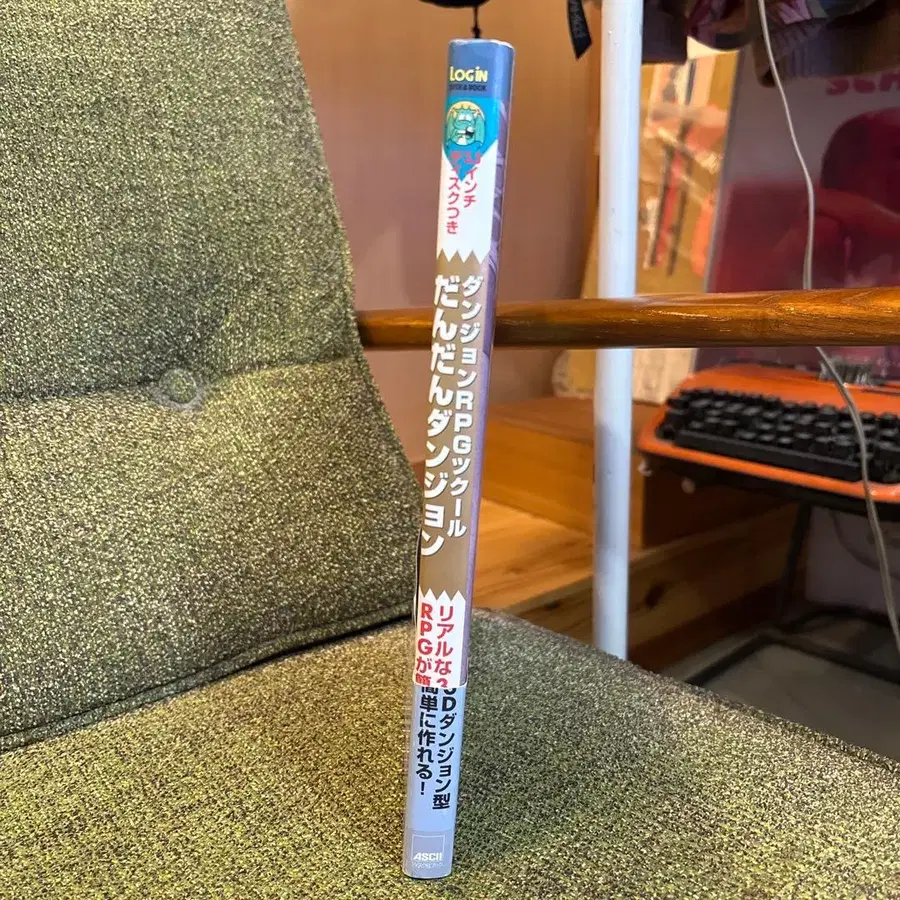 LOGiN
DISK & BOOK
インチ
ディスクつき
ダンジョンRPGツクール
だんだんダンジョン
リアルな3Dダンジョン型
RPGが簡単に作れる!
ASCII